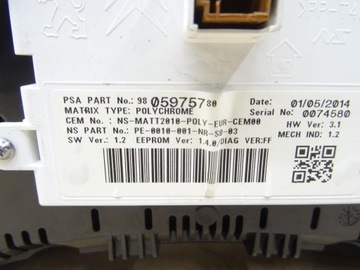 PSA PART No.: 98 05975780
MATRIX TYPE: POLYCHROME
CEM No.: NS-MATT2010-POLY-EUR-CEM00
NS PART No.: PE-0010-001-NR-S0-03
SW Ver.: 1.2 EEPROM Ver: 1.4.0/DIAG VER:FF
Date: 01/05/2014
Serial No: 0074580
HW Ver: 3.1
MECH IND: 1.2